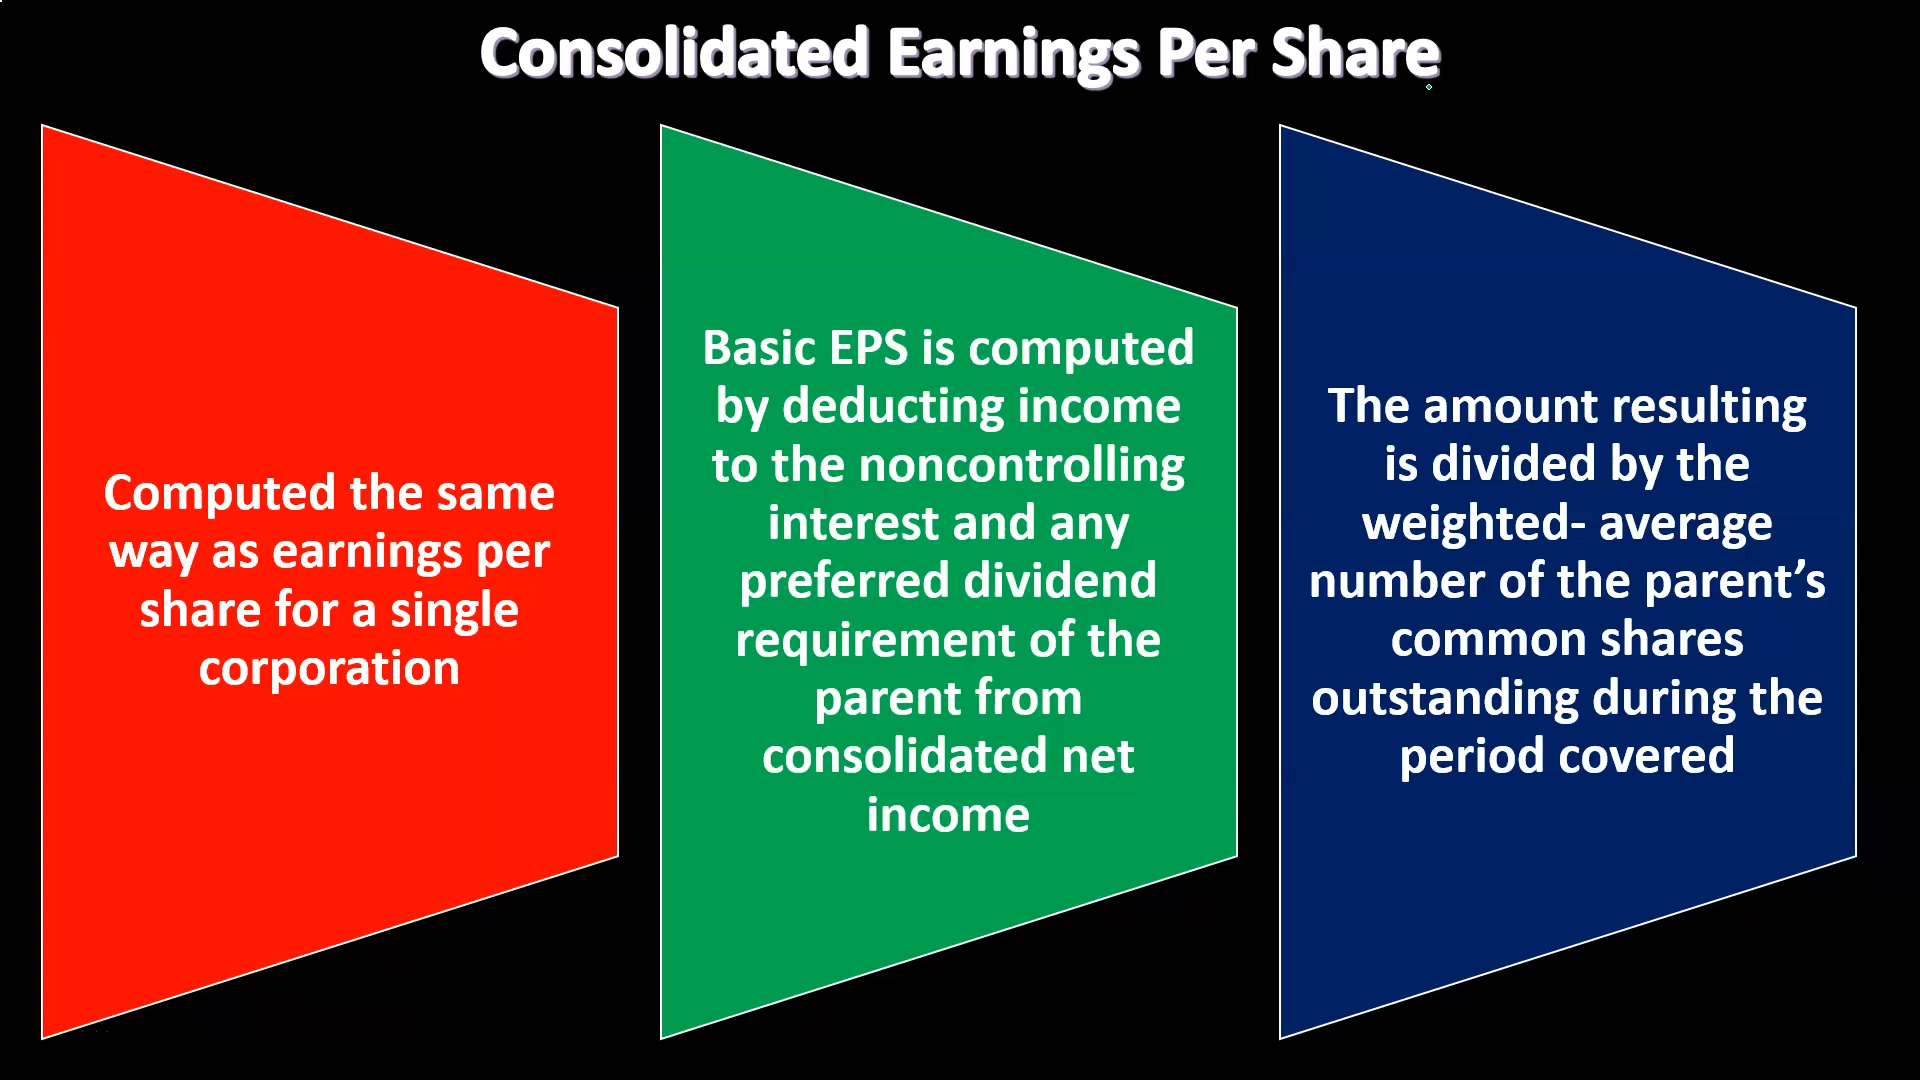 Consolidated Earnings Per Share
Computed the same
way as earnings per
share for a single
corporation
Basic EPS is computed
by deducting income
to the noncontrolling
interest and any
preferred dividend
requirement of the
parent from
consolidated net
income
The amount resulting
is divided by the
weighted- average
number of the parent’s
common shares
outstanding during the
period covered